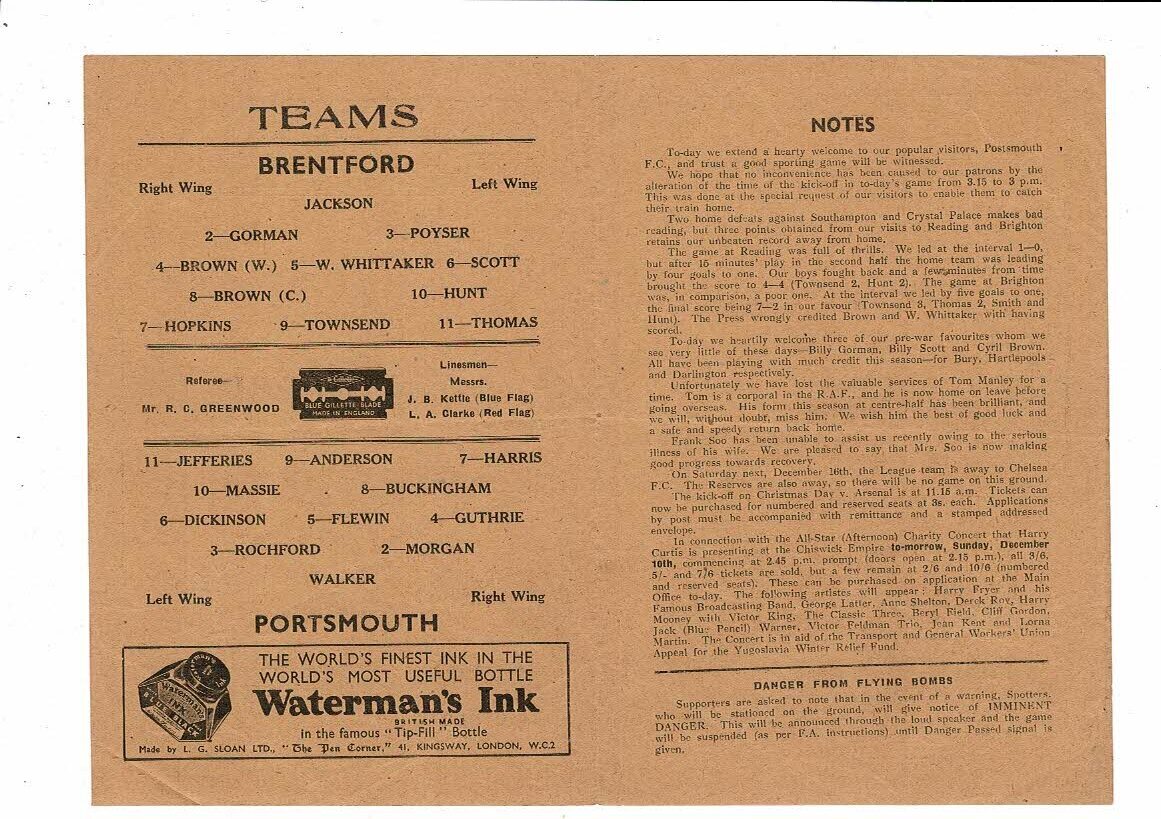 TEAMS
BRENTFORD
Right Wing Left Wing
JACKSON
2—GORMAN 3—POYSER
4—BROWN (W.) 5—W. WHITTAKER 6—SCOTT
8—BROWN (C.) 10—HUNT
7—HOPKINS 9—TOWNSEND 11—THOMAS
Referee—
Mr. R. C. GREENWOOD
BLUE GILLETTE BLADE
MADE IN ENGLAND
Linesmen—
Messrs.
J. B. Kettle (Blue Flag)
L. A. Clarke (Red Flag)
11—JEFFERIES 9—ANDERSON 7—HARRIS
10—MASSIE 8—BUCKINGHAM
6—DICKINSON 5—FLEWIN 4—GUTHRIE
3—ROCHFORD 2—MORGAN
WALKER
Left Wing Right Wing
PORTSMOUTH
Waterman's
INK
THE WORLD'S FINEST INK IN THE
WORLD'S MOST USEFUL BOTTLE
Waterman's Ink
BRITISH MADE
in the famous "Tip-Fill" Bottle
Made by L. G. SLOAN LTD., "The Pen Corner," 41, KINGSWAY, LONDON, W.C.2
NOTES
To-day we extend a hearty welcome to our popular visitors, Postsmouth
F.C., and trust a good sporting game will be witnessed.
We hope that no inconvenience has been caused to our patrons by the
alteration of the time of the kick-off in to-day's game from 3.15 to 3 p.m.
This was done at the special request of our visitors to enable them to catch
their train home.
Two home defeats against Southampton and Crystal Palace makes bad
reading, but three points obtained from our visits to Reading and Brighton
retains our unbeaten record away from home.
The game at Reading was full of thrills. We led at the interval 1—0,
but after 15 minutes' play in the second half the home team was leading
by four goals to one. Our boys fought back and a few minutes from time
brought the score to 4—4 (Townsend 2, Hunt 2). The game at Brighton
was, in comparison, a poor one. At the interval we led by five goals to one,
the final score being 7—2 in our favour (Townsend 3, Thomas 2, Smith and
Hunt). The Press wrongly credited Brown and W. Whittaker with having
scored.
To-day we heartily welcome three of our pre-war favourites whom we
see very little of these days—Billy Gorman, Billy Scott and Cyril Brown.
All have been playing with much credit this season—for Bury, Hartlepools
and Darlington respectively.
Unfortunately we have lost the valuable services of Tom Manley for a
time. Tom is a corporal in the R.A.F., and he is now home on leave before
going overseas. His form this season at centre-half has been brilliant, and
we will, without doubt, miss him. We wish him the best of good luck and
a safe and speedy return back home.
Frank Soo has been unable to assist us recently owing to the serious
illness of his wife. We are pleased to say that Mrs. Soo is now making
good progress towards recovery.
On Saturday next, December 16th, the League team is away to Chelsea
F.C. The Reserves are also away, so there will be no game on this ground.
The kick-off on Christmas Day v. Arsenal is at 11.15 a.m. Tickets can
now be purchased for numbered and reserved seats at 3s. each. Applications
by post must be accompanied with remittance and a stamped addressed
envelope.
In connection with the All-Star (Afternoon) Charity Concert that Harry
Curtis is presenting at the Chiswick Empire to-morrow, Sunday, December
10th, commencing at 2.45 p.m. prompt (doors open at 2.15 p.m.), all 3/6,
5/- and 7/6 tickets are sold, but a few remain at 2/6 and 10/6 (numbered
and reserved seats). These can be purchased on application at the Main
Office to-day. The following artistes will appear: Harry Fryer and his
Famous Broadcasting Band, George Latter, Anne Shelton, Derek Roy, Harry
Mooney with Victor King, The Classic Three, Beryl Field, Cliff Gordon,
Jack (Blue Pencil) Warner, Victor Feldman Trio, Jean Kent and Lorna
Martin. The Concert is in aid of the Transport and General Workers' Union
Appeal for the Yugoslavia Winter Relief Fund.
DANGER FROM FLYING BOMBS
Supporters are asked to note that in the event of a warning, Spotters,
who will be stationed on the ground, will give notice of IMMINENT
DANGER. This will be announced through the loud speaker and the game
will be suspended (as per F.A. instructions) until Danger Passed signal is
given.